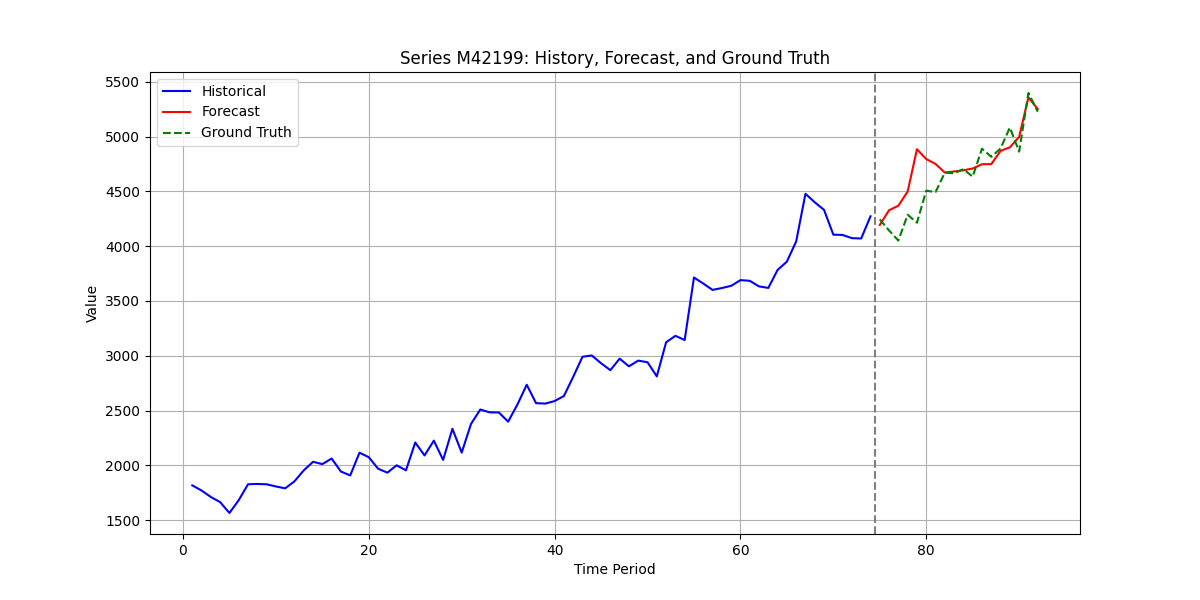 Series M42199: History, Forecast, and Ground Truth
Historical
Forecast
Ground Truth
5500
5000
4500
4000
3500
3000
2500
2000
1500
Value
0 20 40 60 80
Time Period